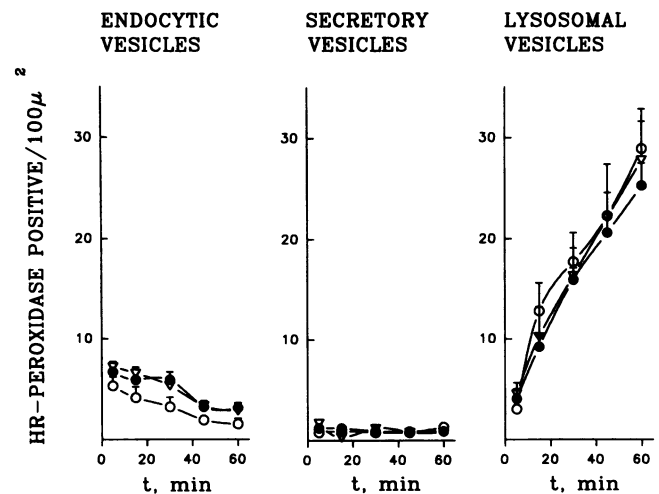 ENDOCYTIC
VESICLES
SECRETORY
VESICLES
LYSOSOMAL
VESICLES
HR-PEROXIDASE POSITIVE/100μ²
30
20
10
0 20 40 60
t, min
30
20
10
0 20 40 60
t, min
30
20
10
0 20 40 60
t, min